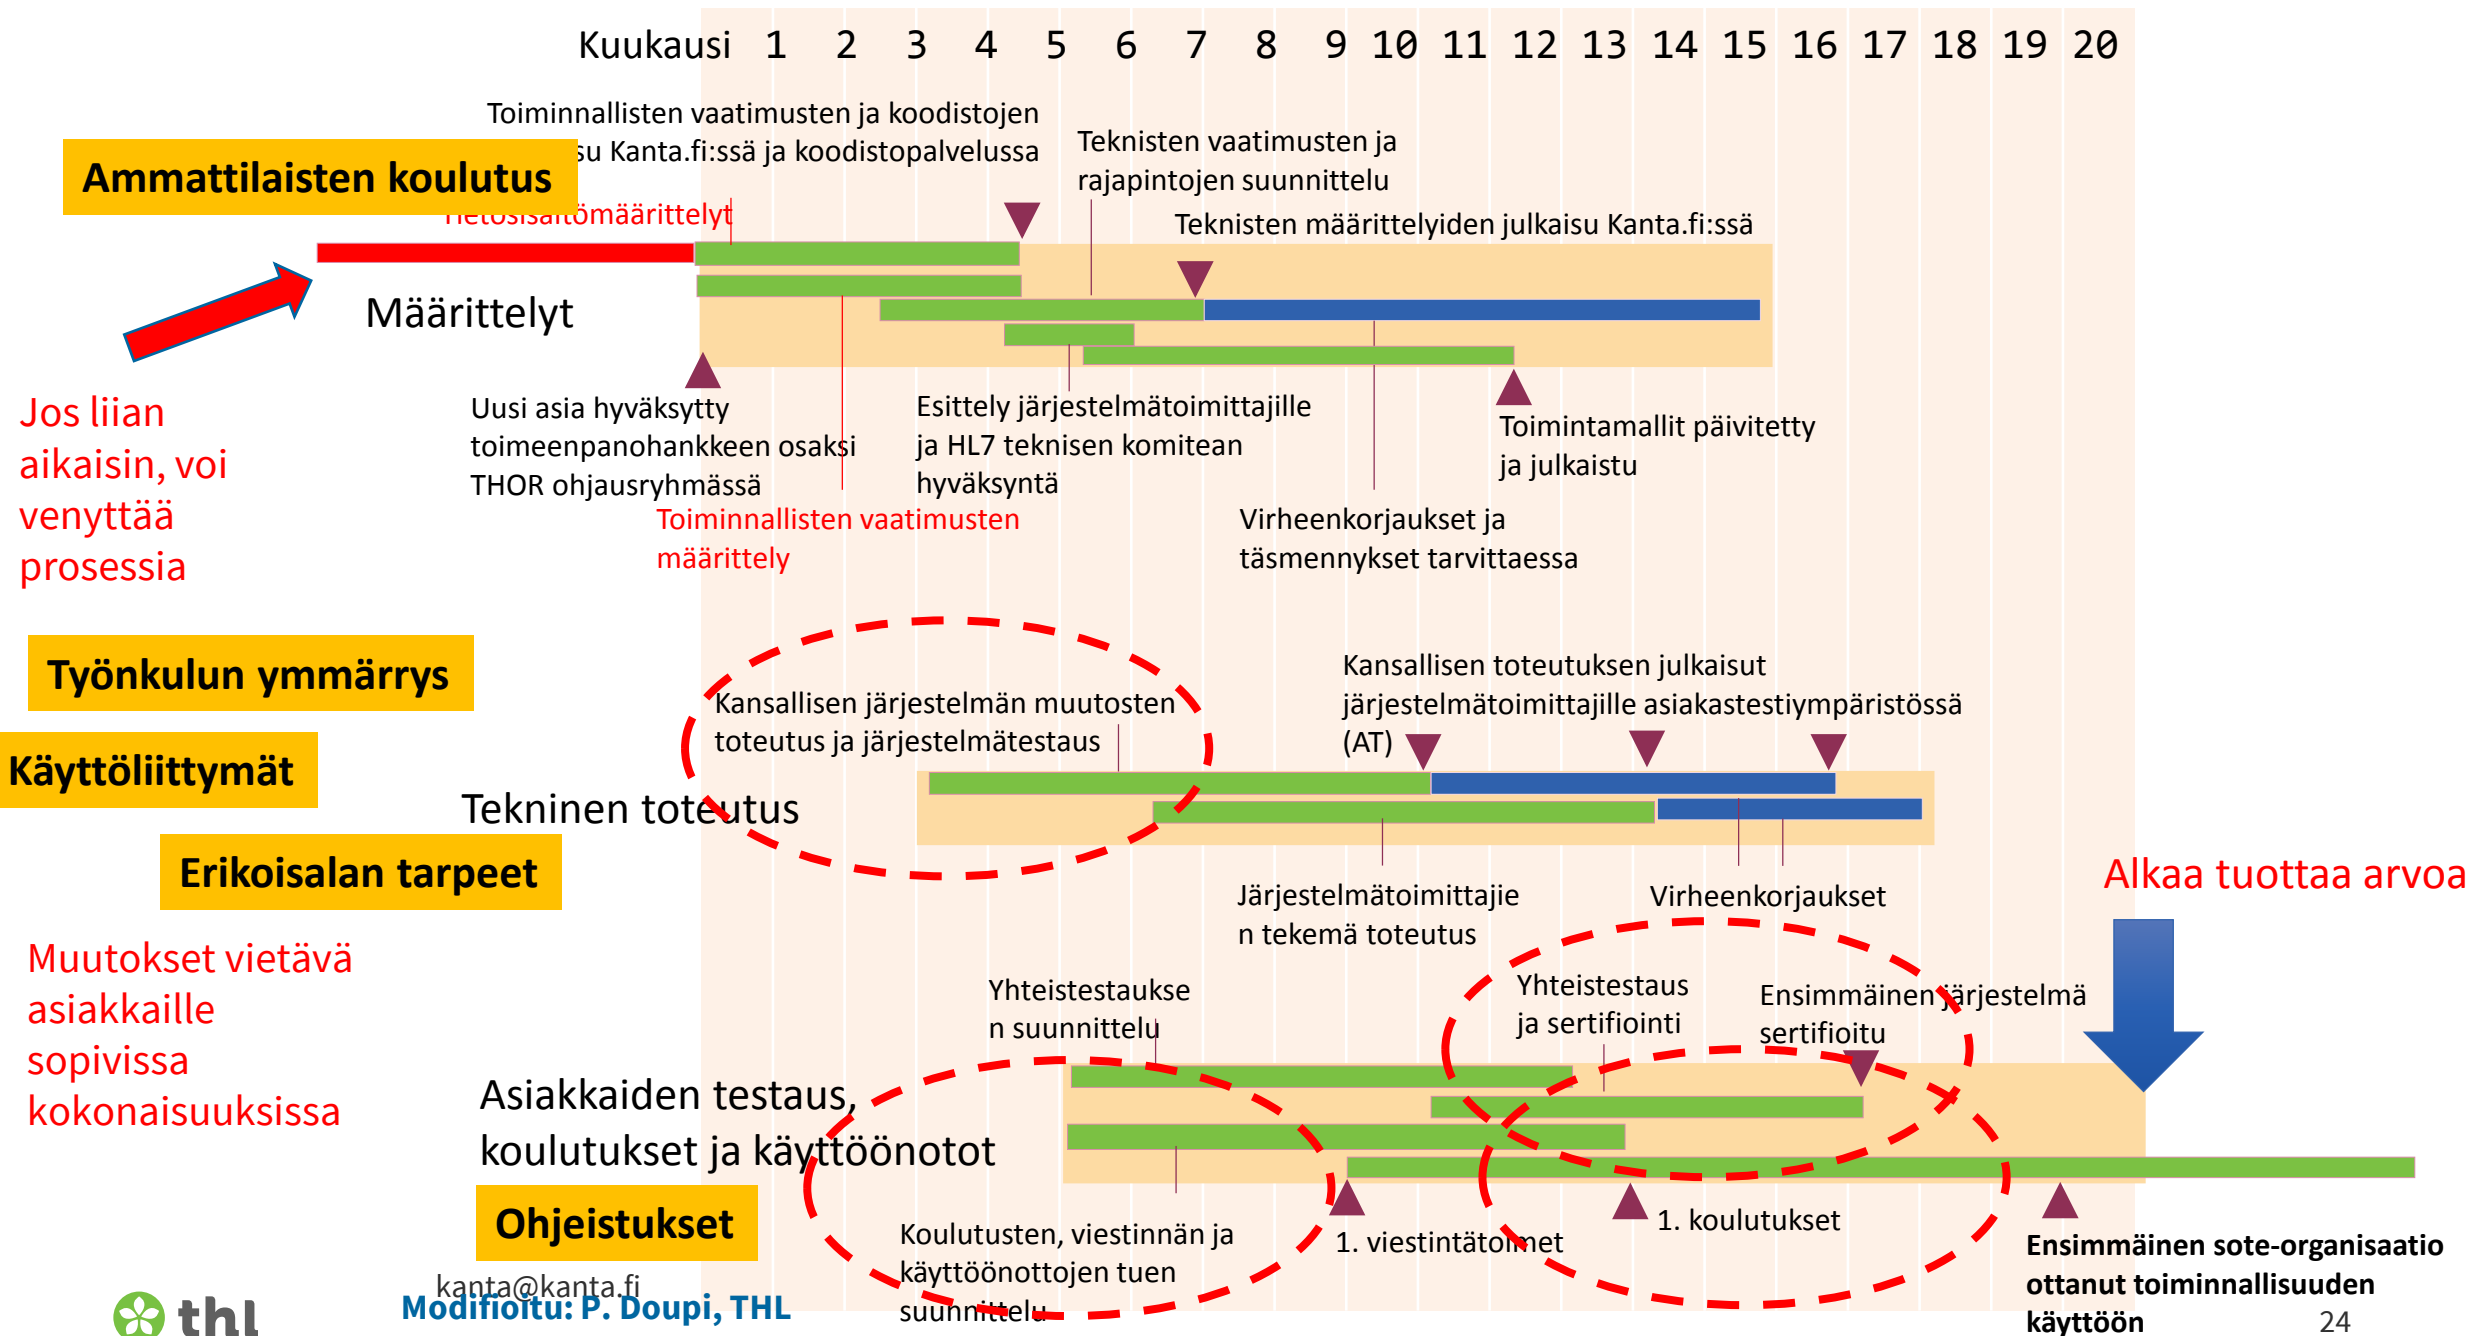 Kuukausi 1 2 3 4 5 6 7 8 9 10 11 12 13 14 15 16 17 18 19 20
Toiminnallisten vaatimusten ja koodistojen
su Kanta.fi:ssä ja koodistopalvelussa
Ammattilaisten koulutus
Teknisten vaatimusten ja
rajapintojen suunnittelu
Tietosisältömäärittelyt
Teknisten määrittelyiden julkaisu Kanta.fi:ssä
Määrittelyt
Jos liian
aikaisin, voi
venyttää
prosessia
Uusi asia hyväksytty
toimeenpanohankkeen osaksi
THOR ohjausryhmässä
Esittely järjestelmätoimittajille
ja HL7 teknisen komitean
hyväksyntä
Toimintamallit päivitetty
ja julkaistu
Toiminnallisten vaatimusten
määrittely
Virheenkorjaukset ja
täsmennykset tarvittaessa
Työnkulun ymmärrys
Käyttöliittymät
Erikoisalan tarpeet
Kansallisen järjestelmän muutosten
toteutus ja järjestelmätestaus
Kansallisen toteutuksen julkaisut
järjestelmätoimittajille asiakastestiympäristössä
(AT)
Tekninen toteutus
Järjestelmätoimittajie
n tekemä toteutus
Virheenkorjaukset
Alkaa tuottaa arvoa
Muutokset vietävä
asiakkaille
sopivissa
kokonaisuuksissa
Yhteistestaukse
n suunnittelu
Yhteistestaus
ja sertifiointi
Ensimmäinen järjestelmä
sertifioitu
Asiakkaiden testaus,
koulutukset ja käyttöönotot
Ohjeistukset
Koulutusten, viestinnän ja
käyttöönottojen tuen
suunnittelu
1. viestintätoimet
1. koulutukset
Ensimmäinen sote-organisaatio
ottanut toiminnallisuuden
käyttöön
kanta@kanta.fi
Modifioitu: P. Doupi, THL
thl
24